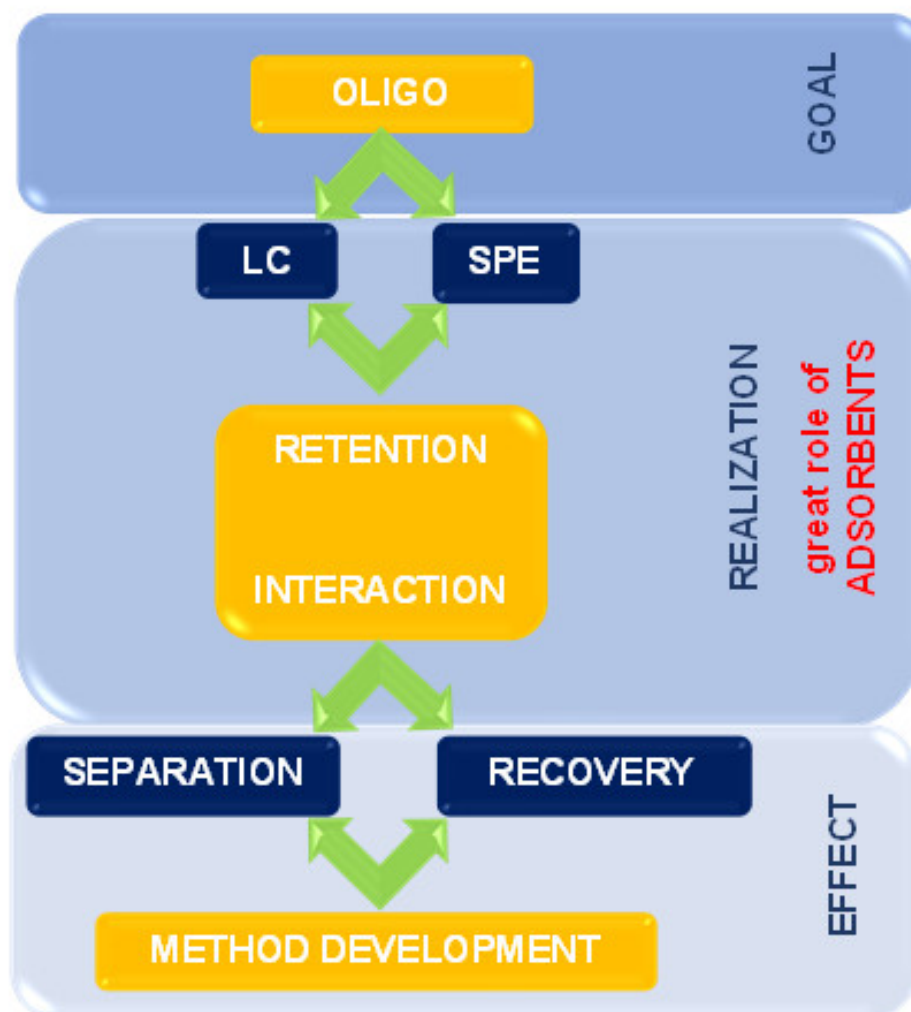 OLIGO
GOAL
LC
SPE
RETENTION
INTERACTION
REALIZATION
great role of
ADSORBENTS
SEPARATION
RECOVERY
METHOD DEVELOPMENT
EFFECT